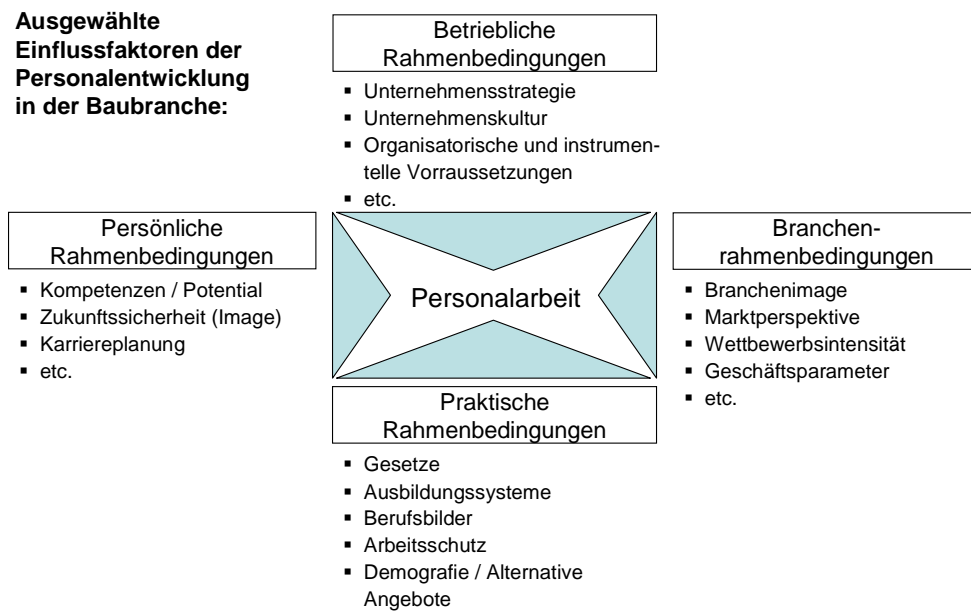 Ausgewählte
Einflussfaktoren der
Personalentwicklung
in der Baubranche:
Betriebliche
Rahmenbedingungen
▪ Unternehmensstrategie
▪ Unternehmenskultur
▪ Organisatorische und instrumen-
telle Vorraussetzungen
▪ etc.
Persönliche
Rahmenbedingungen
▪ Kompetenzen / Potential
▪ Zukunftssicherheit (Image)
▪ Karriereplanung
▪ etc.
Personalarbeit
Branchen-
rahmenbedingungen
▪ Branchenimage
▪ Marktperspektive
▪ Wettbewerbsintensität
▪ Geschäftsparameter
▪ etc.
Praktische
Rahmenbedingungen
▪ Gesetze
▪ Ausbildungssysteme
▪ Berufsbilder
▪ Arbeitsschutz
▪ Demografie / Alternative
Angebote